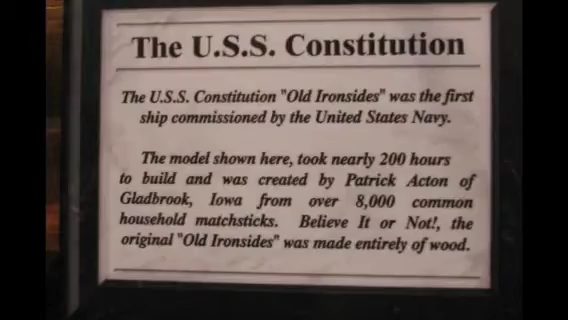 The U.S.S. Constitution
The U.S.S. Constitution "Old Ironsides" was the first
ship commissioned by the United States Navy.
The model shown here, took nearly 200 hours
to build and was created by Patrick Acton of
Gladbrook, Iowa from over 8,000 common
household matchsticks. Believe It or Not!, the
original "Old Ironsides" was made entirely of wood.